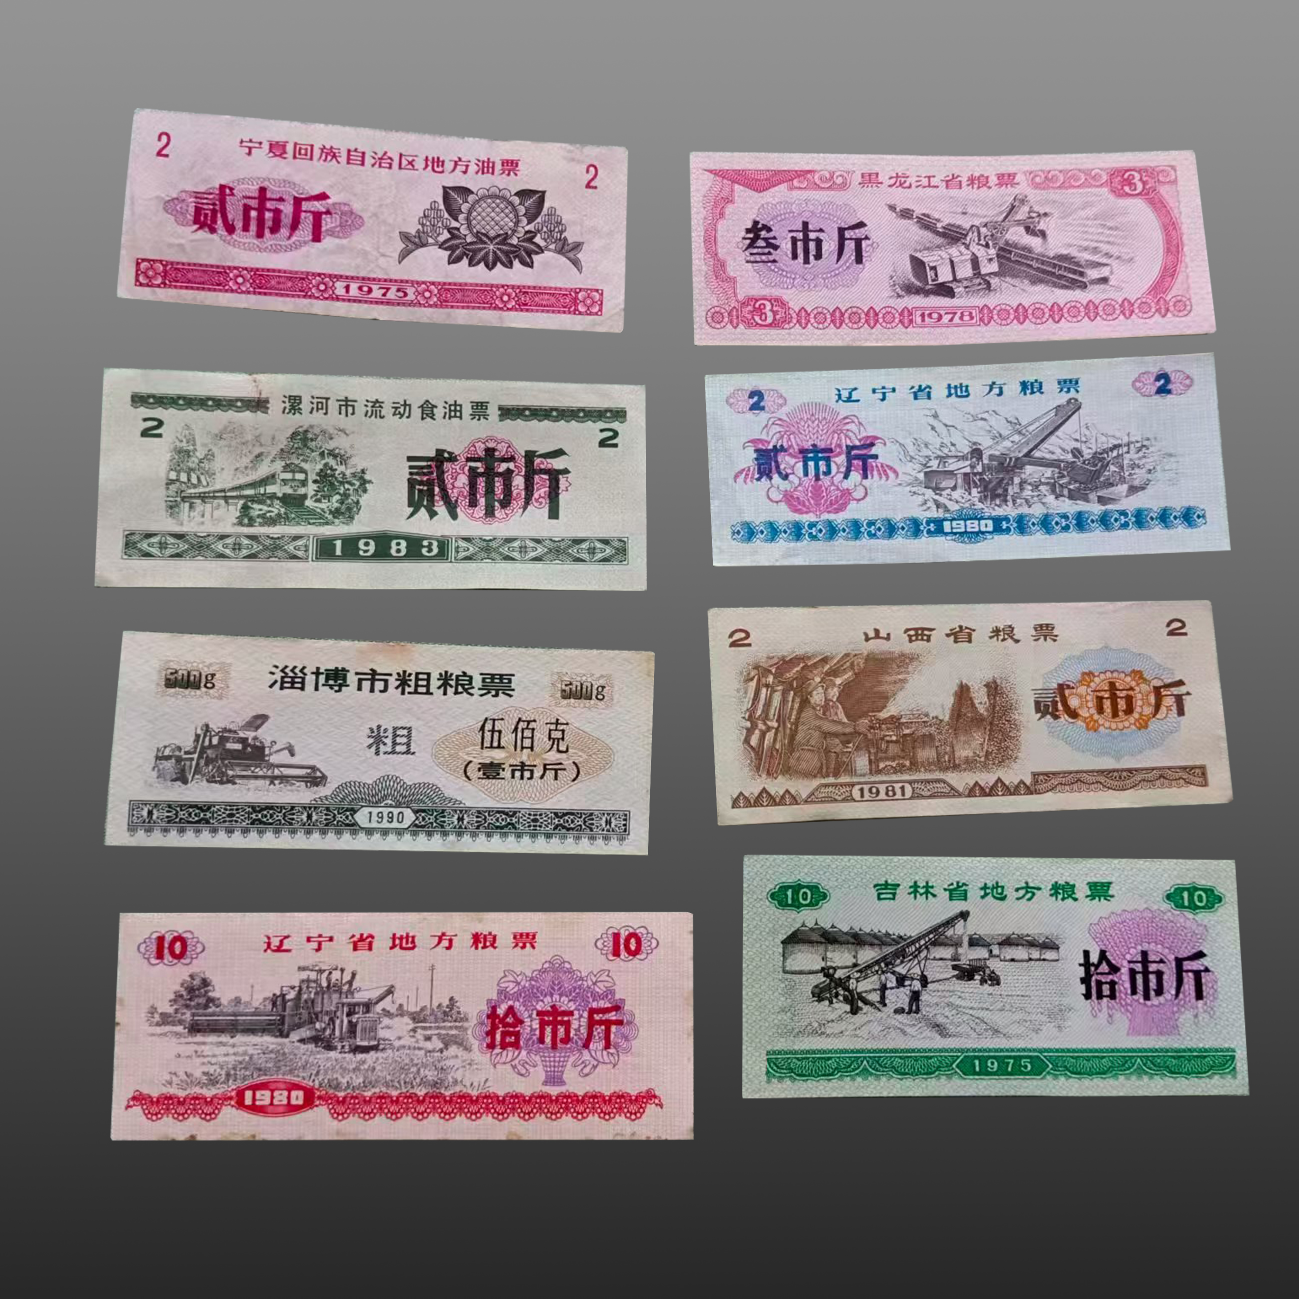 2
宁夏回族自治区地方油票
2
贰市斤
1975
黑龙江省粮票
3
叁市斤
3
1978
漯河市流动食油票
2
贰市斤
2
1983
辽宁省地方粮票
2
2
贰市斤
1980
500g
淄博市粗粮票
500g
粗
伍佰克
(壹市斤)
1990
2
山西省粮票
2
贰市斤
1981
10
辽宁省地方粮票
10
拾市斤
1980
10
吉林省地方粮票
10
拾市斤
1975